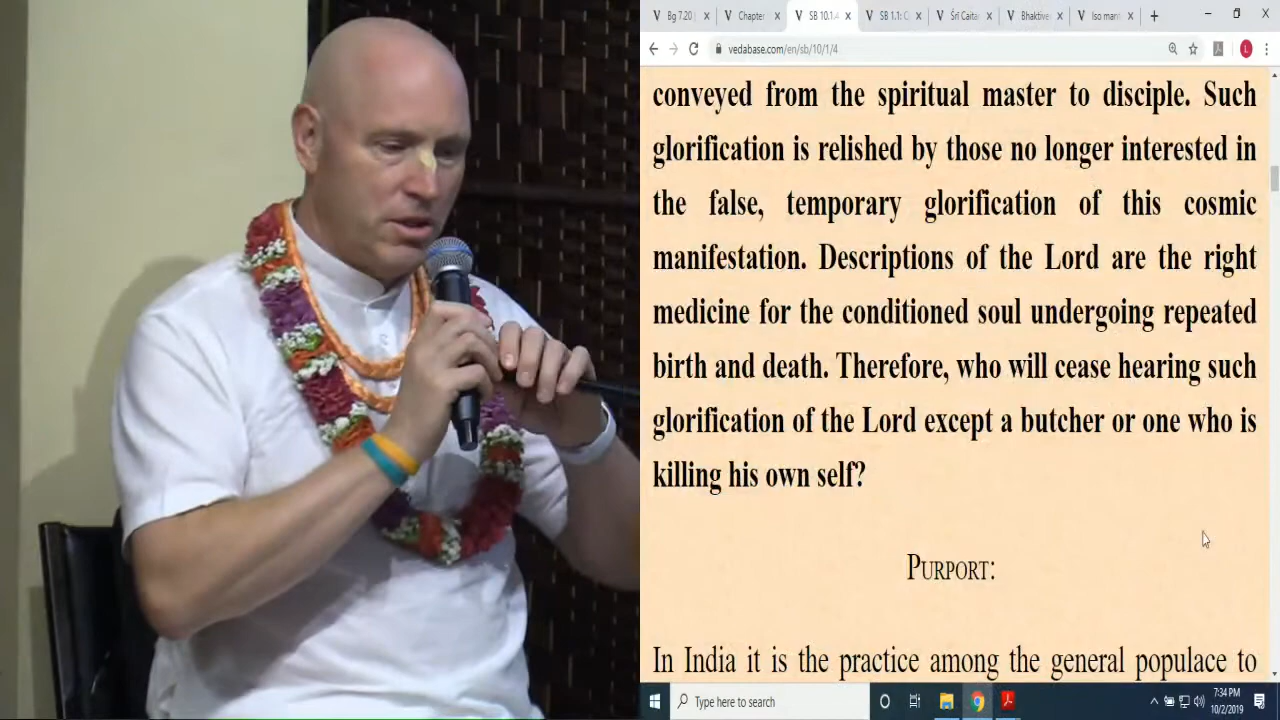 Bg 7.20
Chapter
SB 10.1.4
SB 1.1: C
Śrī Caita
Bhaktive
Iso man
vedabase.com/en/sb/10/1/4
L
conveyed from the spiritual master to disciple. Such
glorification is relished by those no longer interested in
the false, temporary glorification of this cosmic
manifestation. Descriptions of the Lord are the right
medicine for the conditioned soul undergoing repeated
birth and death. Therefore, who will cease hearing such
glorification of the Lord except a butcher or one who is
killing his own self?
PURPORT:
In India it is the practice among the general populace to
Type here to search
7:34 PM
10/2/2019